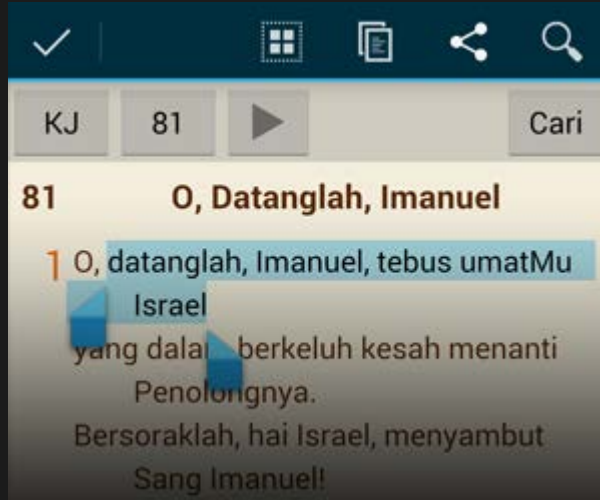 KJ 81 Cari
81 O, Datanglah, Imanuel
1 O, datanglah, Imanuel, tebus umatMu
Israel
yang berkeluh kesah menanti
Penolongnya.
Bersoraklah, hai Israel, menyambut
Sang Imanuel!